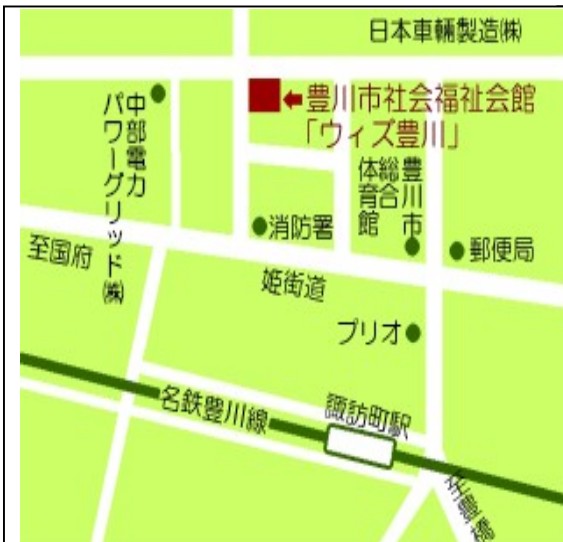 日本車輛製造㈱
豊川市社会福祉会館
「ウィズ豊川」
中部電力
パワーグリッド㈱
豊川市
総合
体育館
消防署
郵便局
至国府
姫街道
プリオ
名鉄豊川線
諏訪町駅
至豊橋